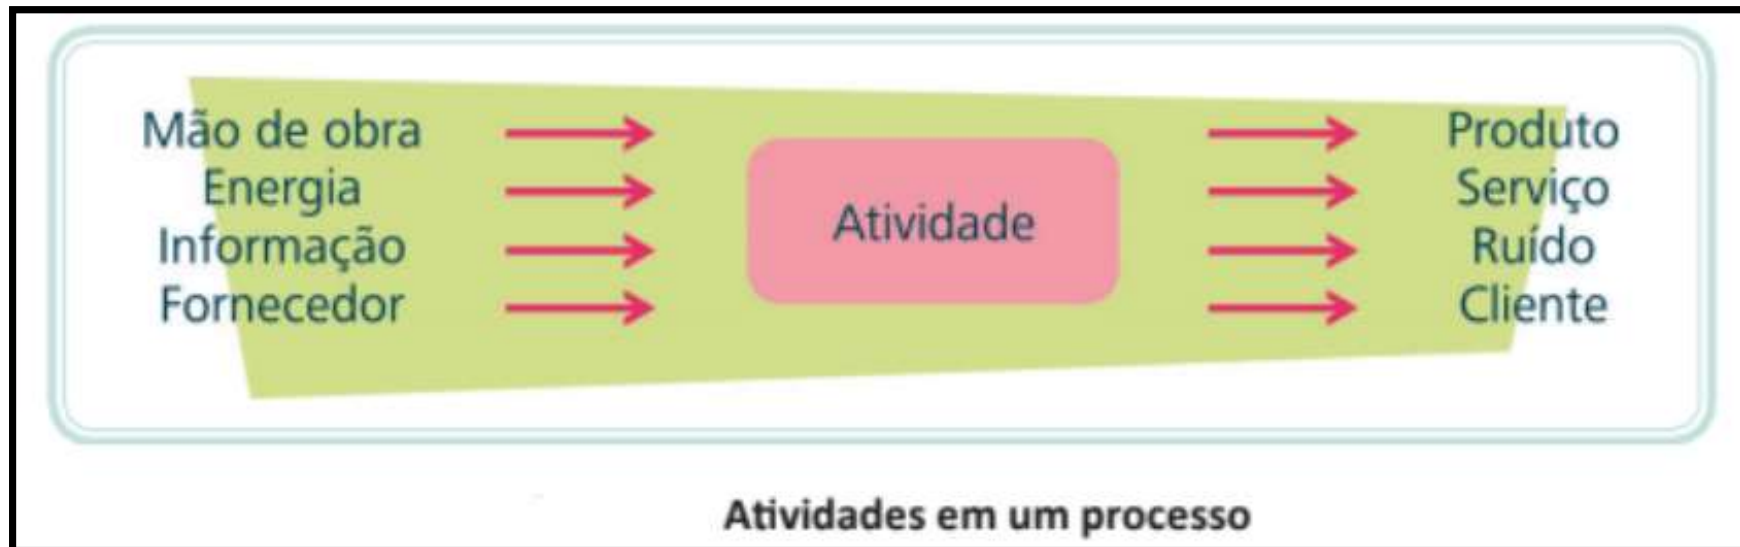 Mão de obra
Energia
Informação
Fornecedor
Atividade
Produto
Serviço
Ruído
Cliente
Atividades em um processo